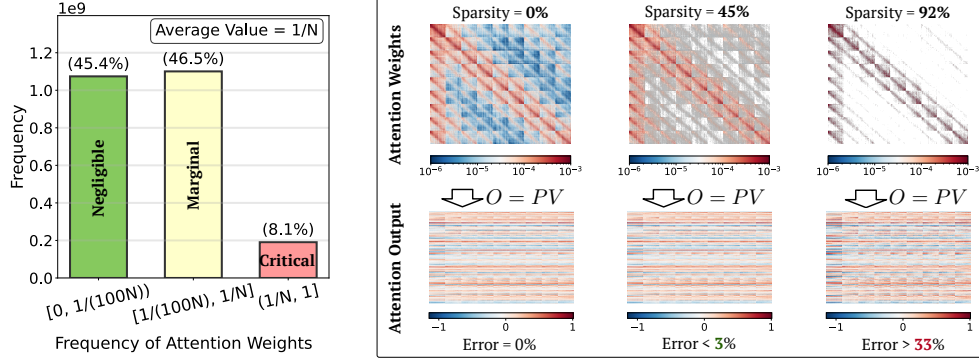 1e9
Average Value = 1/N
(45.4%)
(46.5%)
(8.1%)
1.2
1.0
0.8
0.6
0.4
0.2
0.0
Frequency
Negligible
Marginal
Critical
[0, 1/(100N))
[1/(100N), 1/N]
(1/N, 1]
Frequency of Attention Weights
Sparsity = 0%
Sparsity = 45%
Sparsity = 92%
Attention Weights
10⁻⁶ 10⁻⁵ 10⁻⁴ 10⁻³
10⁻⁶ 10⁻⁵ 10⁻⁴ 10⁻³
10⁻⁶ 10⁻⁵ 10⁻⁴ 10⁻³
O = PV
O = PV
O = PV
Attention Output
−1 0 1
−1 0 1
−1 0 1
Error = 0%
Error < 3%
Error > 33%